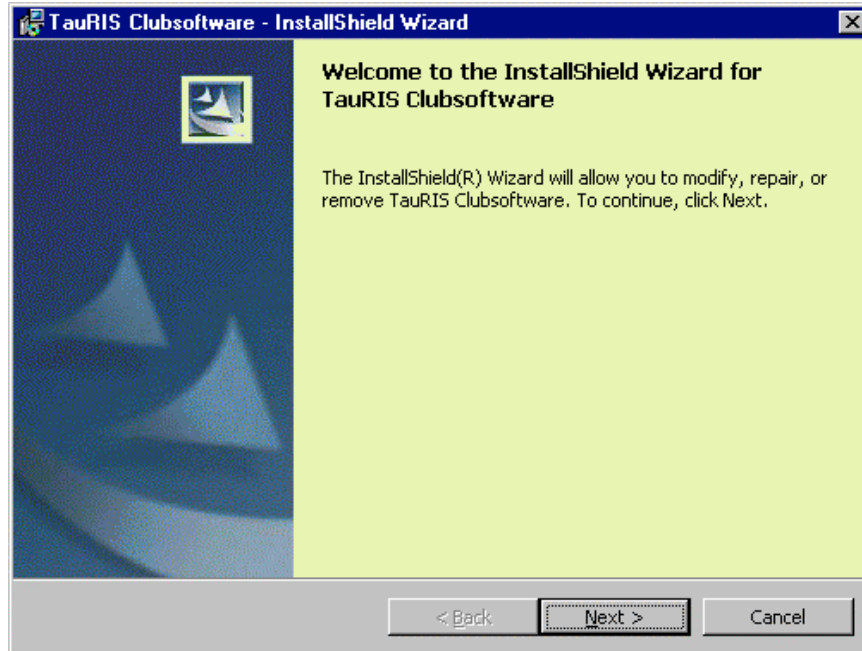 TauRIS Clubsoftware - InstallShield Wizard
Welcome to the InstallShield Wizard for
TauRIS Clubsoftware
The InstallShield(R) Wizard will allow you to modify, repair, or
remove TauRIS Clubsoftware. To continue, click Next.
< Back
Next >
Cancel